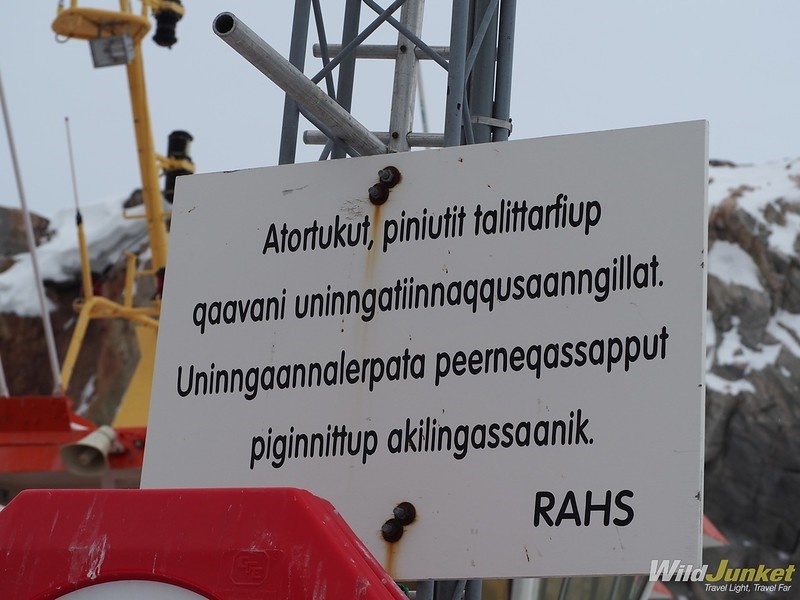 Atortukut, piniutit talittarfiup
qaavani uninngatiinnaqqusaanngillat.
Uninngaannalerpata peerneqassapput
piginnittup akilingassaanik.
RAHS
WildJunket
Travel Light, Travel Far